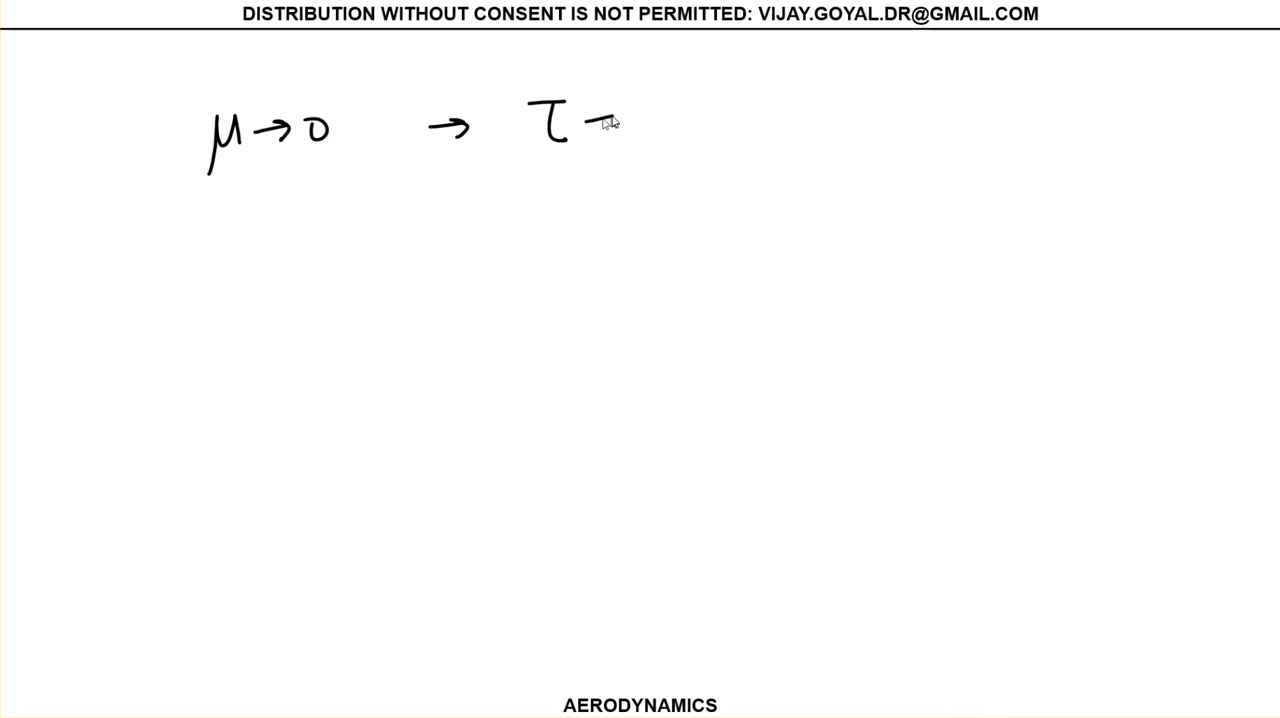 DISTRIBUTION WITHOUT CONSENT IS NOT PERMITTED: VIJAY.GOYAL.DR@GMAIL.COM
μ → 0 → τ -
AERODYNAMICS